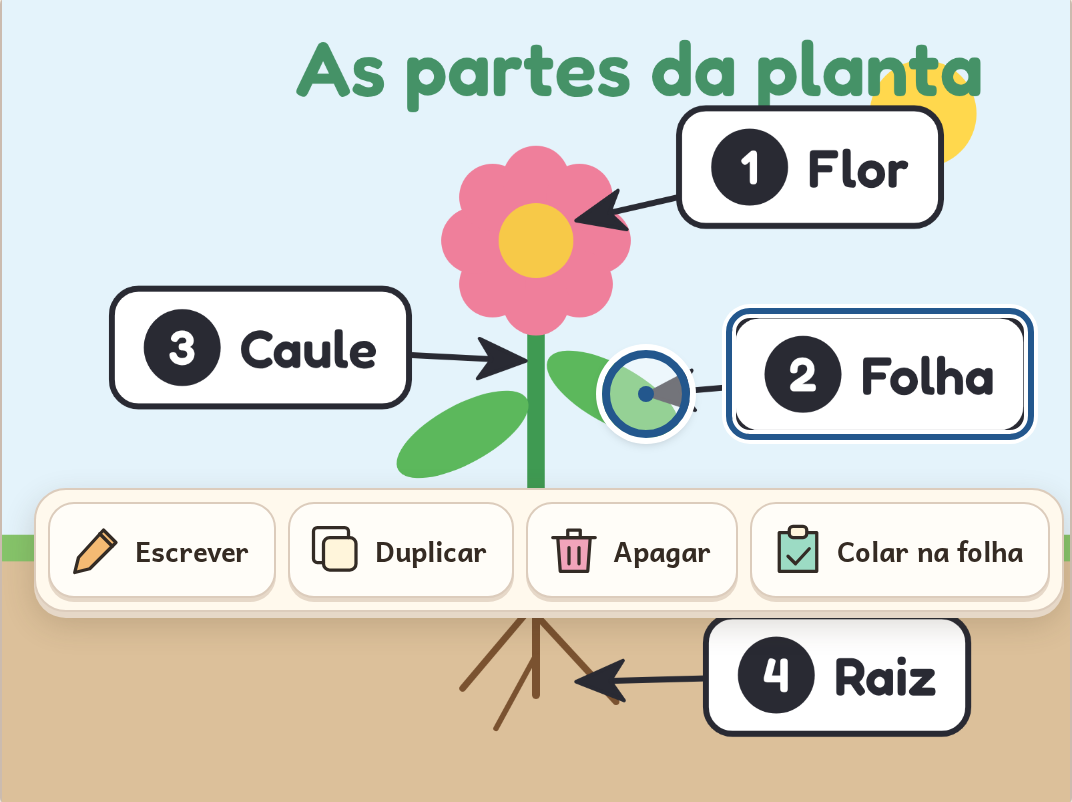 As partes da planta
1 Flor
3 Caule
2 Folha
Escrever
Duplicar
Apagar
Colar na folha
4 Raiz